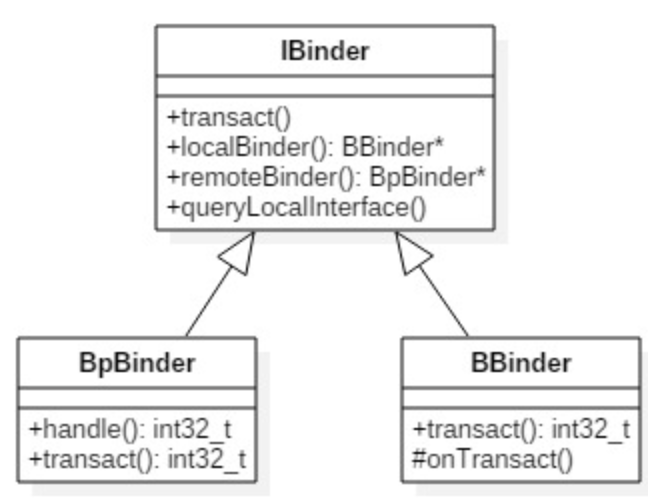 IBinder
+transact()
+localBinder(): BBinder*
+remoteBinder(): BpBinder*
+queryLocalInterface()
BpBinder
+handle(): int32_t
+transact(): int32_t
BBinder
+transact(): int32_t
#onTransact()